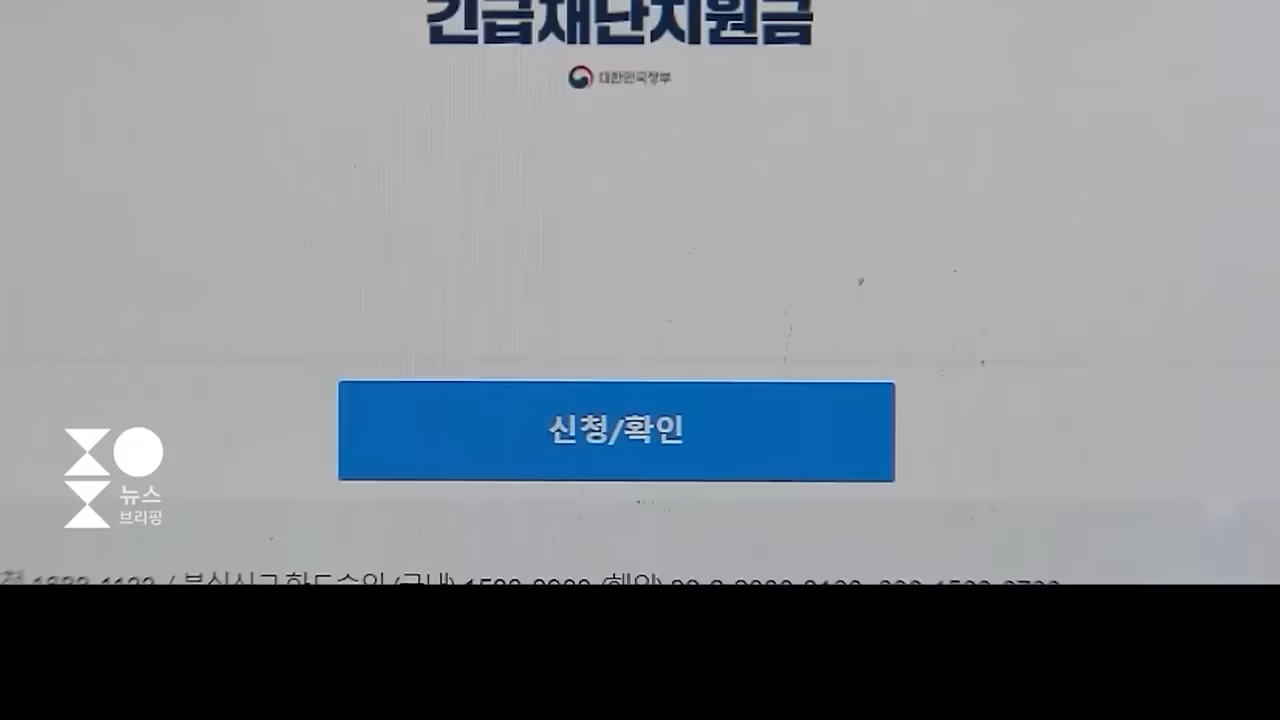 긴급재난지원금
대한민국정부
신청/확인
뉴스
브리핑